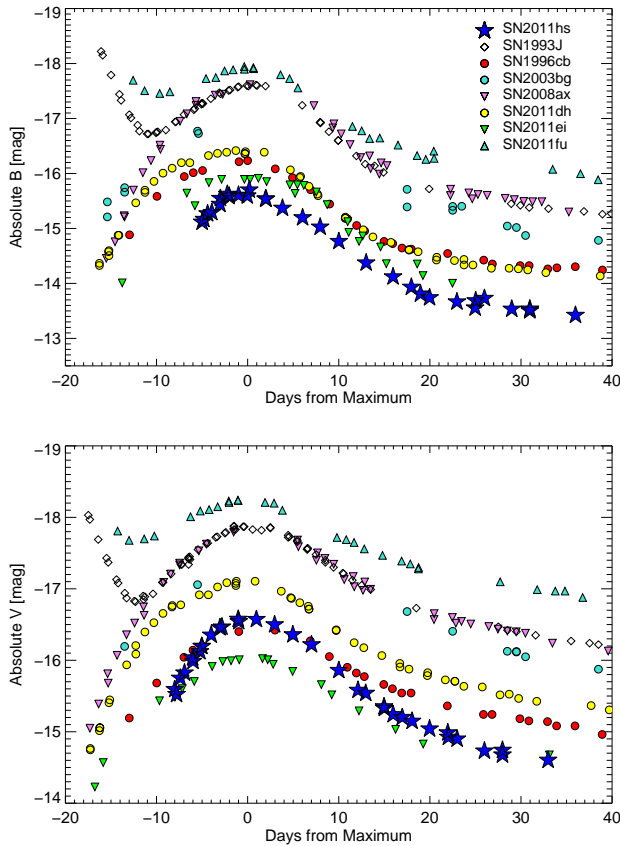 −19
−18
−17
−16
−15
−14
−13
Absolute B [mag]
SN2011hs
SN1993J
SN1996cb
SN2003bg
SN2008ax
SN2011dh
SN2011ei
SN2011fu
−20 −10 0 10 20 30 40
Days from Maximum
−19
−18
−17
−16
−15
−14
Absolute V [mag]
−20 −10 0 10 20 30 40
Days from Maximum